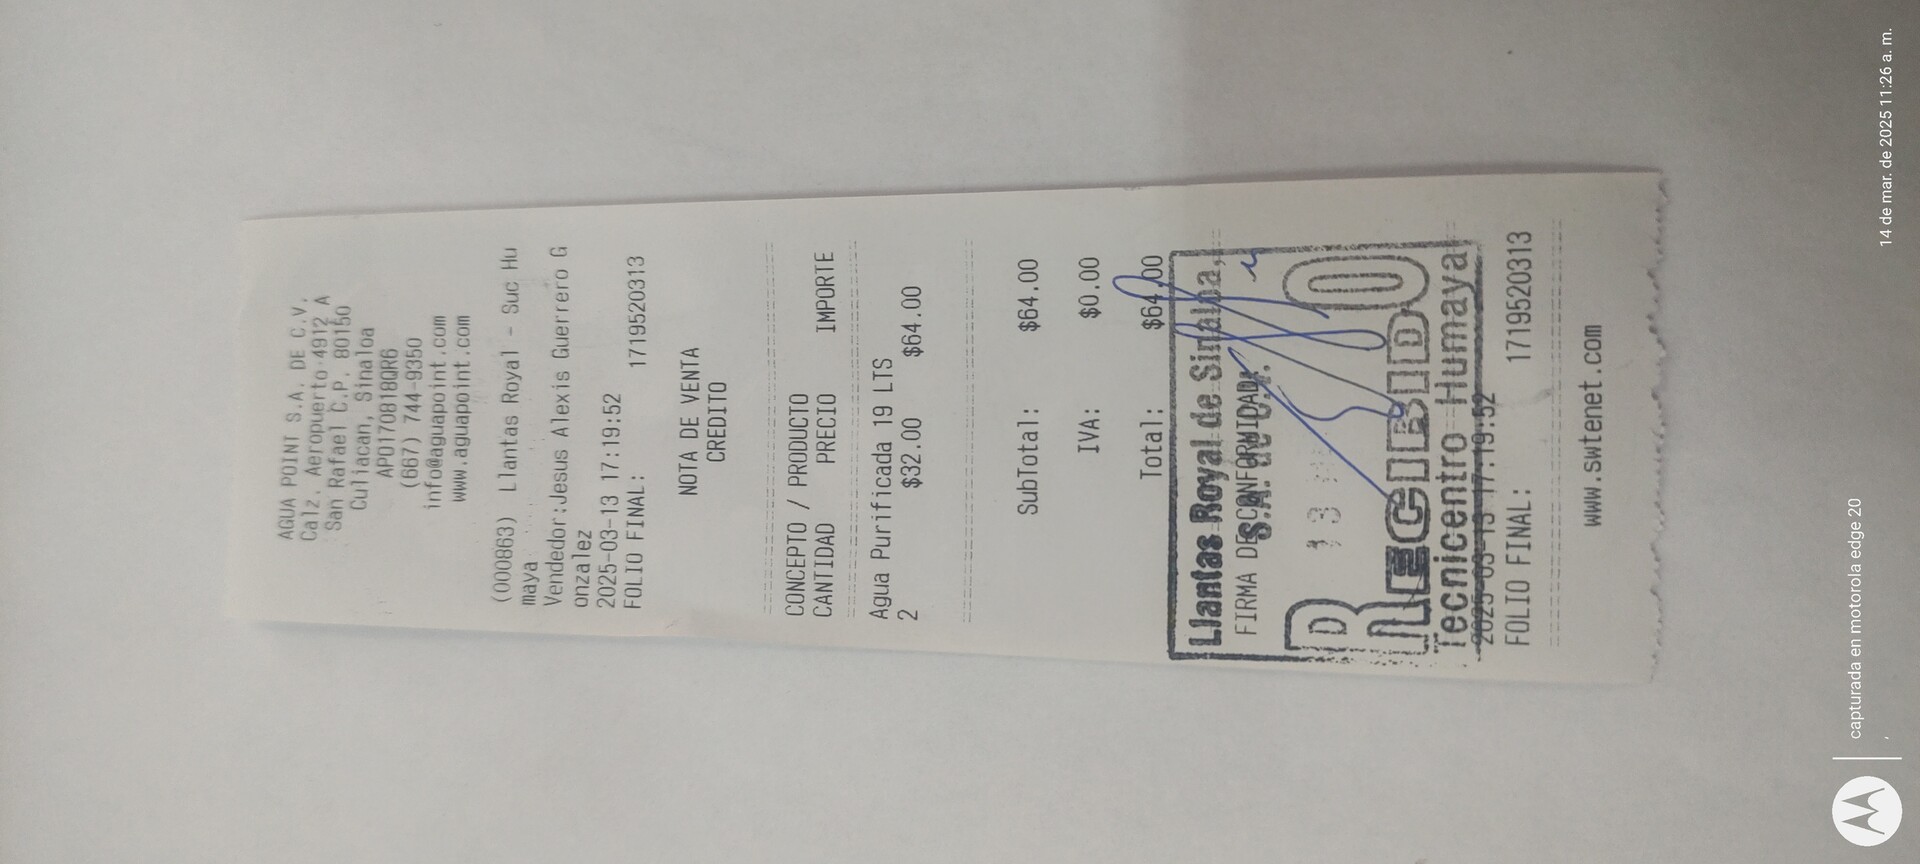 AGUA POINT S.A. DE C.V.
Calz. Aeropuerto 4912 A
San Rafael C.P. 80150
Culiacan, Sinaloa
APO170818QR6
(667) 744-9350
info@aguapoint.com
www.aguapoint.com
(000863) Llantas Royal - Suc Hu
maya
Vendedor:Jesus Alexis Guerrero G
onzalez
2025-03-13 17:19:52
FOLIO FINAL: 1719520313
NOTA DE VENTA
CREDITO
CONCEPTO / PRODUCTO
CANTIDAD PRECIO IMPORTE
Agua Purificada 19 LTS
2 $32.00 $64.00
SubTotal: $64.00
IVA: $0.00
Total: $64.00
Llantas Royal de Sinaloa,
FIRMA DE CONFORMIDAD
S.A. de C.V.
13
RECIBIDO
Tecnicentro Humaya
2025-03-13 17:19:52
FOLIO FINAL: 1719520313
www.swtenet.com
capturada en motorola edge 20
14 de mar. de 2025 11:26 a. m.